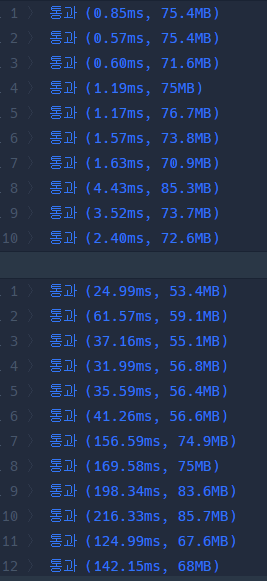 1 〉 통과 (0.85ms, 75.4MB)
2 〉 통과 (0.57ms, 75.4MB)
3 〉 통과 (0.60ms, 71.6MB)
4 〉 통과 (1.19ms, 75MB)
5 〉 통과 (1.17ms, 76.7MB)
6 〉 통과 (1.57ms, 73.8MB)
7 〉 통과 (1.63ms, 70.9MB)
8 〉 통과 (4.43ms, 85.3MB)
9 〉 통과 (3.52ms, 73.7MB)
10 〉 통과 (2.40ms, 72.6MB)
1 〉 통과 (24.99ms, 53.4MB)
2 〉 통과 (61.57ms, 59.1MB)
3 〉 통과 (37.16ms, 55.1MB)
4 〉 통과 (31.99ms, 56.8MB)
5 〉 통과 (35.59ms, 56.4MB)
6 〉 통과 (41.26ms, 56.6MB)
7 〉 통과 (156.59ms, 74.9MB)
8 〉 통과 (169.58ms, 75MB)
9 〉 통과 (198.34ms, 83.6MB)
10 〉 통과 (216.33ms, 85.7MB)
11 〉 통과 (124.99ms, 67.6MB)
12 〉 통과 (142.15ms, 68MB)